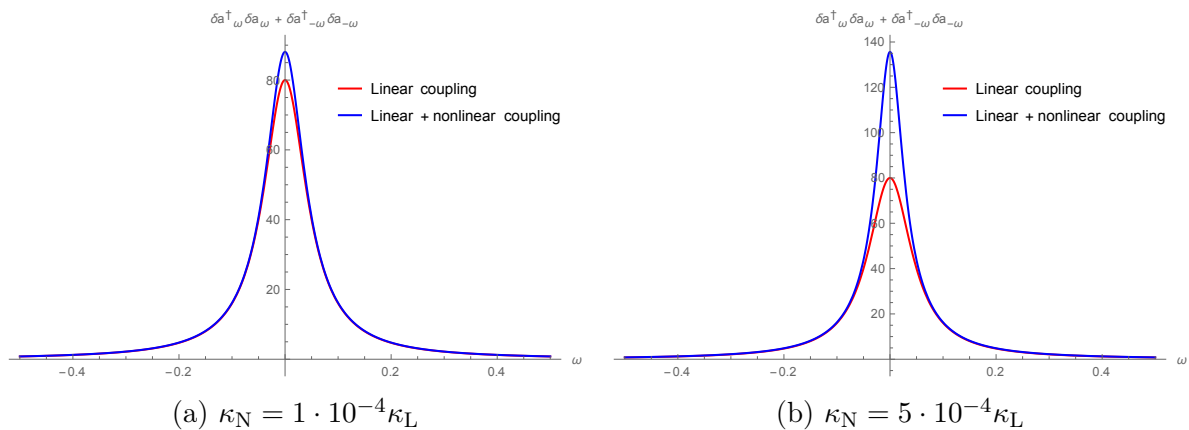 δa†ω δaω + δa†-ω δa-ω
80
60
40
20
-0.4
-0.2
0.2
0.4
ω
Linear coupling
Linear + nonlinear coupling
(a) κN = 1 · 10⁻⁴κL
δa†ω δaω + δa†-ω δa-ω
140
120
100
80
60
40
20
-0.4
-0.2
0.2
0.4
ω
Linear coupling
Linear + nonlinear coupling
(b) κN = 5 · 10⁻⁴κL